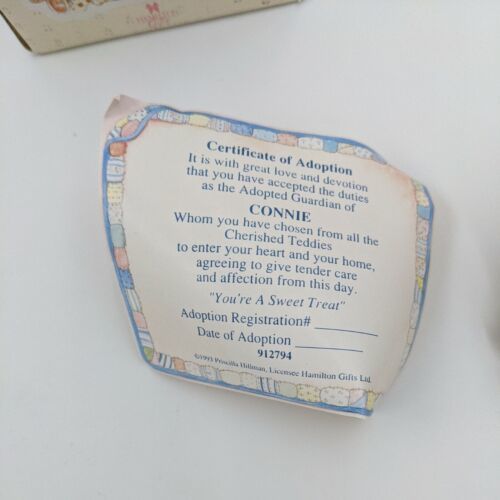 Certificate of Adoption
It is with great love and devotion
that you have accepted the duties
as the Adopted Guardian of
CONNIE
Whom you have chosen from all the
Cherished Teddies
to enter your heart and your home,
agreeing to give tender care
and affection from this day.
"You're A Sweet Treat"
Adoption Registration# ________
Date of Adoption ________
912794
©1993 Priscilla Hillman, Licensee Hamilton Gifts Ltd.